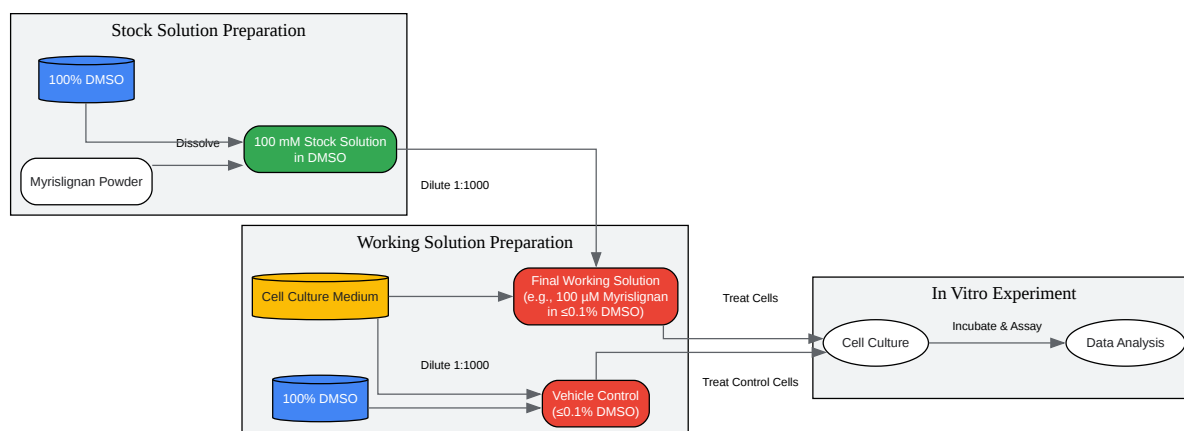 Stock Solution Preparation
100% DMSO
Dissolve
Myrislignan Powder
100 mM Stock Solution
in DMSO
Dilute 1:1000
Working Solution Preparation
Cell Culture Medium
Final Working Solution
(e.g., 100 µM Myrislignan
in ≤0.1% DMSO)
Dilute 1:1000
100% DMSO
Vehicle Control
(≤0.1% DMSO)
Treat Cells
Treat Control Cells
In Vitro Experiment
Cell Culture
Incubate & Assay
Data Analysis